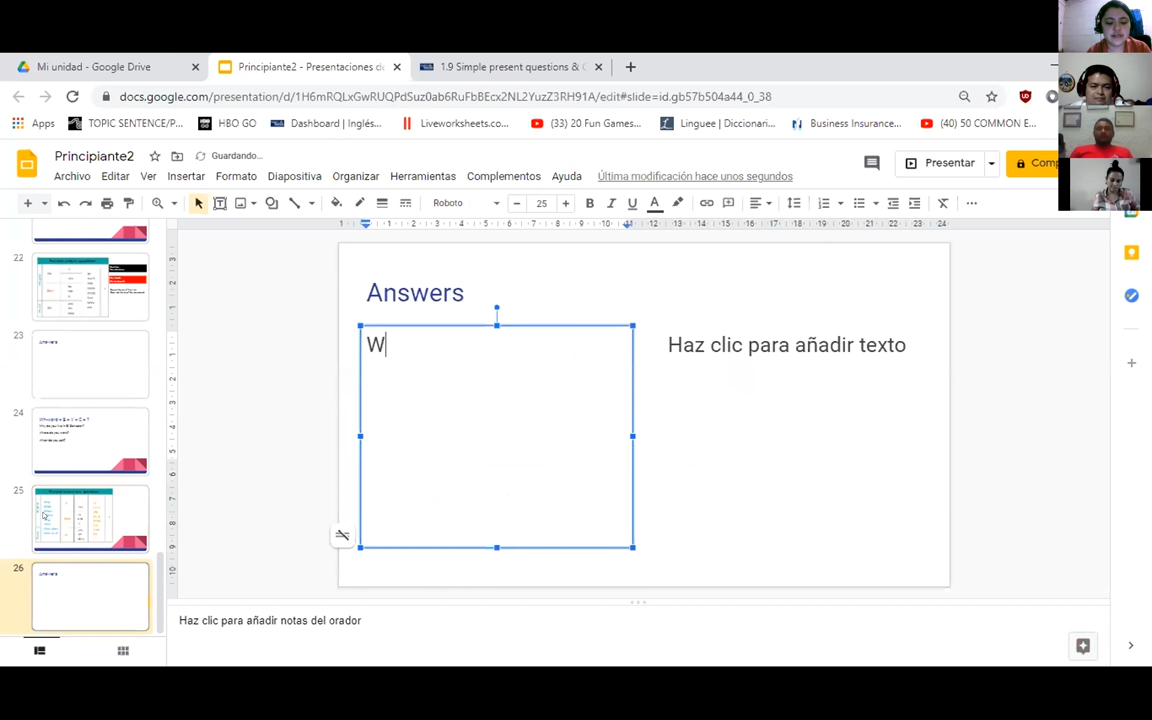 Mi unidad - Google Drive
Principiante2 - Presentaciones de
1.9 Simple present questions &
docs.google.com/presentation/d/1H6mRQLxGwRUQPdSuz0ab6RuFbBEcx2NL2YuzZ3RH91A/edit#slide=id.gb57b504a44_0_38
Apps
TOPIC SENTENCE/P...
HBO GO
Dashboard | Inglés...
Liveworksheets.co...
(33) 20 Fun Games...
Linguee | Diccionari...
Business Insurance...
(40) 50 COMMON E...
Principiante2
Guardando...
Presentar
Archivo Editar Ver Insertar Formato Diapositiva Organizar Herramientas Complementos Ayuda Última modificación hace unos segundos
Roboto
25
22
23
Answers
24
25
26
Answers
Answers
W
Haz clic para añadir texto
Haz clic para añadir notas del orador